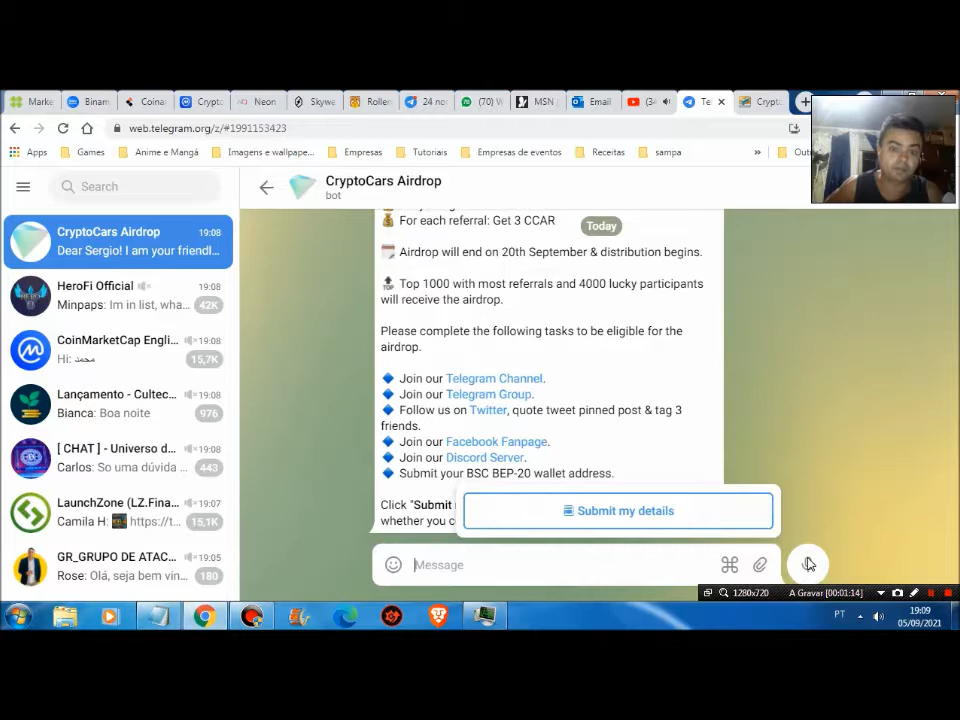 Marke
Binam
Coina
Crypto
Neon
Skywe
Rollen
24 no
(70) W
MSN
Email
(34
Te
Crypto
web.telegram.org/z/#1991153423
Apps
Games
Anime e Mangá
Imagens e wallpape...
Empresas
Tutoriais
Empresas de eventos
Receitas
sampa
»
Out
Search
CryptoCars Airdrop
bot
CryptoCars Airdrop 19:08
Dear Sergio! I am your friendl...
HeroFi Official 19:08
Minpaps: Im in list, wha... 42K
CoinMarketCap Engli... 19:08
Hi: محمد 15,7K
Lançamento - Cultec... 19:08
Bianca: Boa noite 976
[ CHAT ] - Universo d... 19:08
Carlos: So uma dúvida ... 443
LaunchZone (LZ.Fina... 19:07
Camila H: https://t... 15,1K
GR_GRUPO DE ATAC... 19:05
Rose: Olá, seja bem vin... 180
For each referral: Get 3 CCAR
Today
Airdrop will end on 20th September & distribution begins.
Top 1000 with most referrals and 4000 lucky participants
will receive the airdrop.
Please complete the following tasks to be eligible for the
airdrop.
Join our Telegram Channel.
Join our Telegram Group.
Follow us on Twitter, quote tweet pinned post & tag 3
friends.
Join our Facebook Fanpage.
Join our Discord Server.
Submit your BSC BEP-20 wallet address.
Click "Submit
whether you c
Submit my details
Message
1280x720
A Gravar [00:01:14]
PT
19:09
05/09/2021